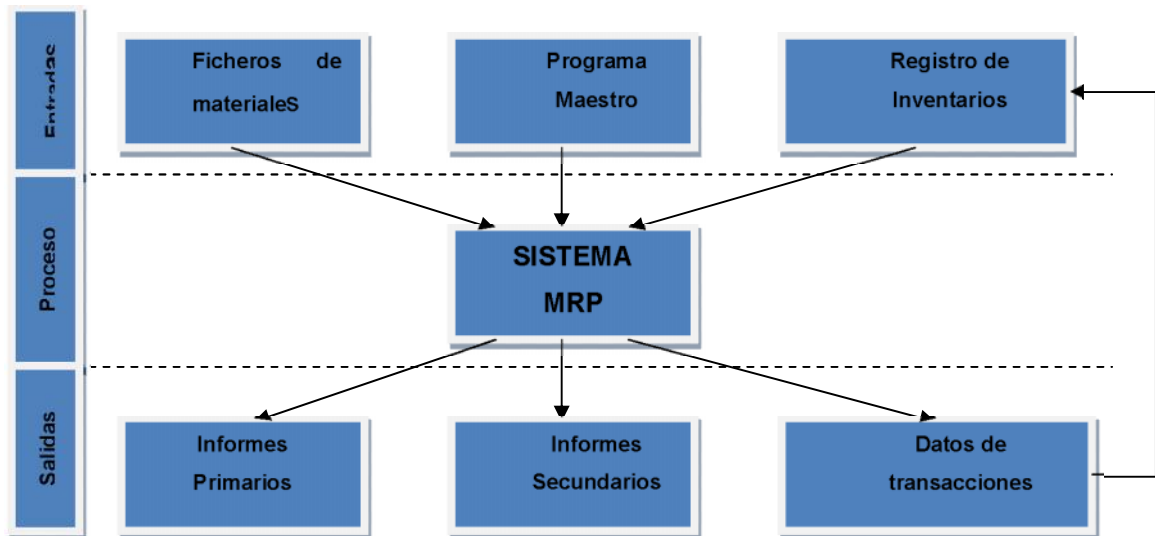 Entradas
Ficheros de
materialeS
Programa
Maestro
Registro de
Inventarios
Proceso
SISTEMA
MRP
Salidas
Informes
Primarios
Informes
Secundarios
Datos de
transacciones